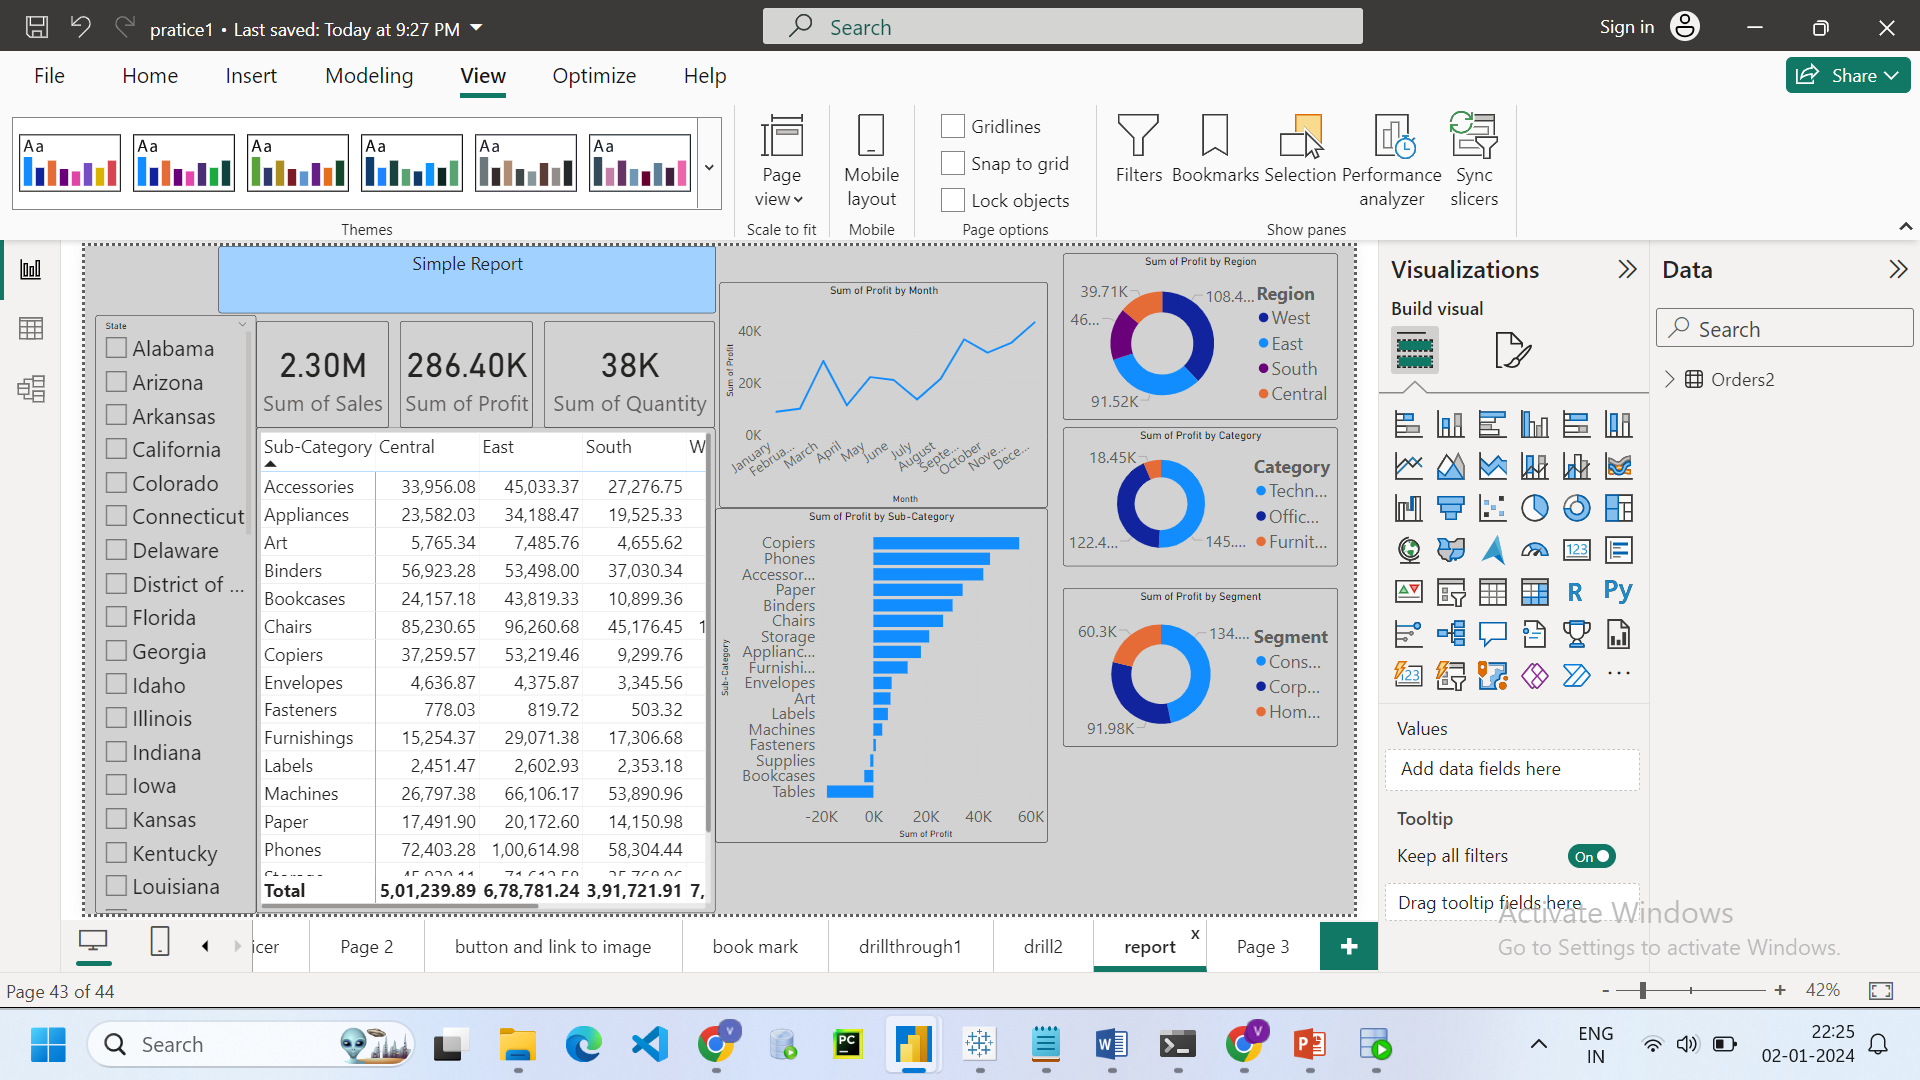 pratice1 • Last saved: Today at 9:27 PM
Search
Sign in
File Home Insert Modeling View Optimize Help
Share
Aa Aa Aa Aa Aa Aa
Themes
Page view
Scale to fit
Mobile layout
Mobile
Gridlines
Snap to grid
Lock objects
Page options
Filters Bookmarks Selection Performance analyzer Sync slicers
Show panes
Simple Report
State
Alabama
Arizona
Arkansas
California
Colorado
Connecticut
Delaware
District of ...
Florida
Georgia
Idaho
Illinois
Indiana
Iowa
Kansas
Kentucky
Louisiana
2.30M
Sum of Sales
286.40K
Sum of Profit
38K
Sum of Quantity
Sub-Category Central East South W
Accessories 33,956.08 45,033.37 27,276.75
Appliances 23,582.03 34,188.47 19,525.33
Art 5,765.34 7,485.76 4,655.62
Binders 56,923.28 53,498.00 37,030.34
Bookcases 24,157.18 43,819.33 10,899.36
Chairs 85,230.65 96,260.68 45,176.45 1
Copiers 37,259.57 53,219.46 9,299.76
Envelopes 4,636.87 4,375.87 3,345.56
Fasteners 778.03 819.72 503.32
Furnishings 15,254.37 29,071.38 17,306.68
Labels 2,451.47 2,602.93 2,353.18
Machines 26,797.38 66,106.17 53,890.96
Paper 17,491.90 20,172.60 14,150.98
Phones 72,403.28 1,00,614.98 58,304.44
Total 5,01,239.89 6,78,781.24 3,91,721.91 7,
Sum of Profit by Month
Sum of Profit
40K
20K
0K
January Februa... March April May June July August Septe... October Nove... Dece...
Month
Sum of Profit by Sub-Category
Sub-Category
Copiers
Phones
Accessor...
Paper
Binders
Chairs
Storage
Applianc...
Furnishi...
Envelopes
Art
Labels
Machines
Fasteners
Supplies
Bookcases
Tables
-20K 0K 20K 40K 60K
Sum of Profit
Sum of Profit by Region
39.71K
108.4...
46...
91.52K
Region
West
East
South
Central
Sum of Profit by Category
18.45K
122.4...
145....
Category
Techn...
Offic...
Furnit...
Sum of Profit by Segment
60.3K
134....
91.98K
Segment
Cons...
Corp...
Hom...
Visualizations
Build visual
123
R
Py
123
Values
Add data fields here
Tooltip
Keep all filters
On
Drag tooltip fields here
Data
Search
Orders2
Activate Windows
Go to Settings to activate Windows.
icer Page 2 button and link to image book mark drillthrough1 drill2 report x Page 3 +
Page 43 of 44
- + 42%
Search
V
PC
V
ENG
IN
22:25
02-01-2024